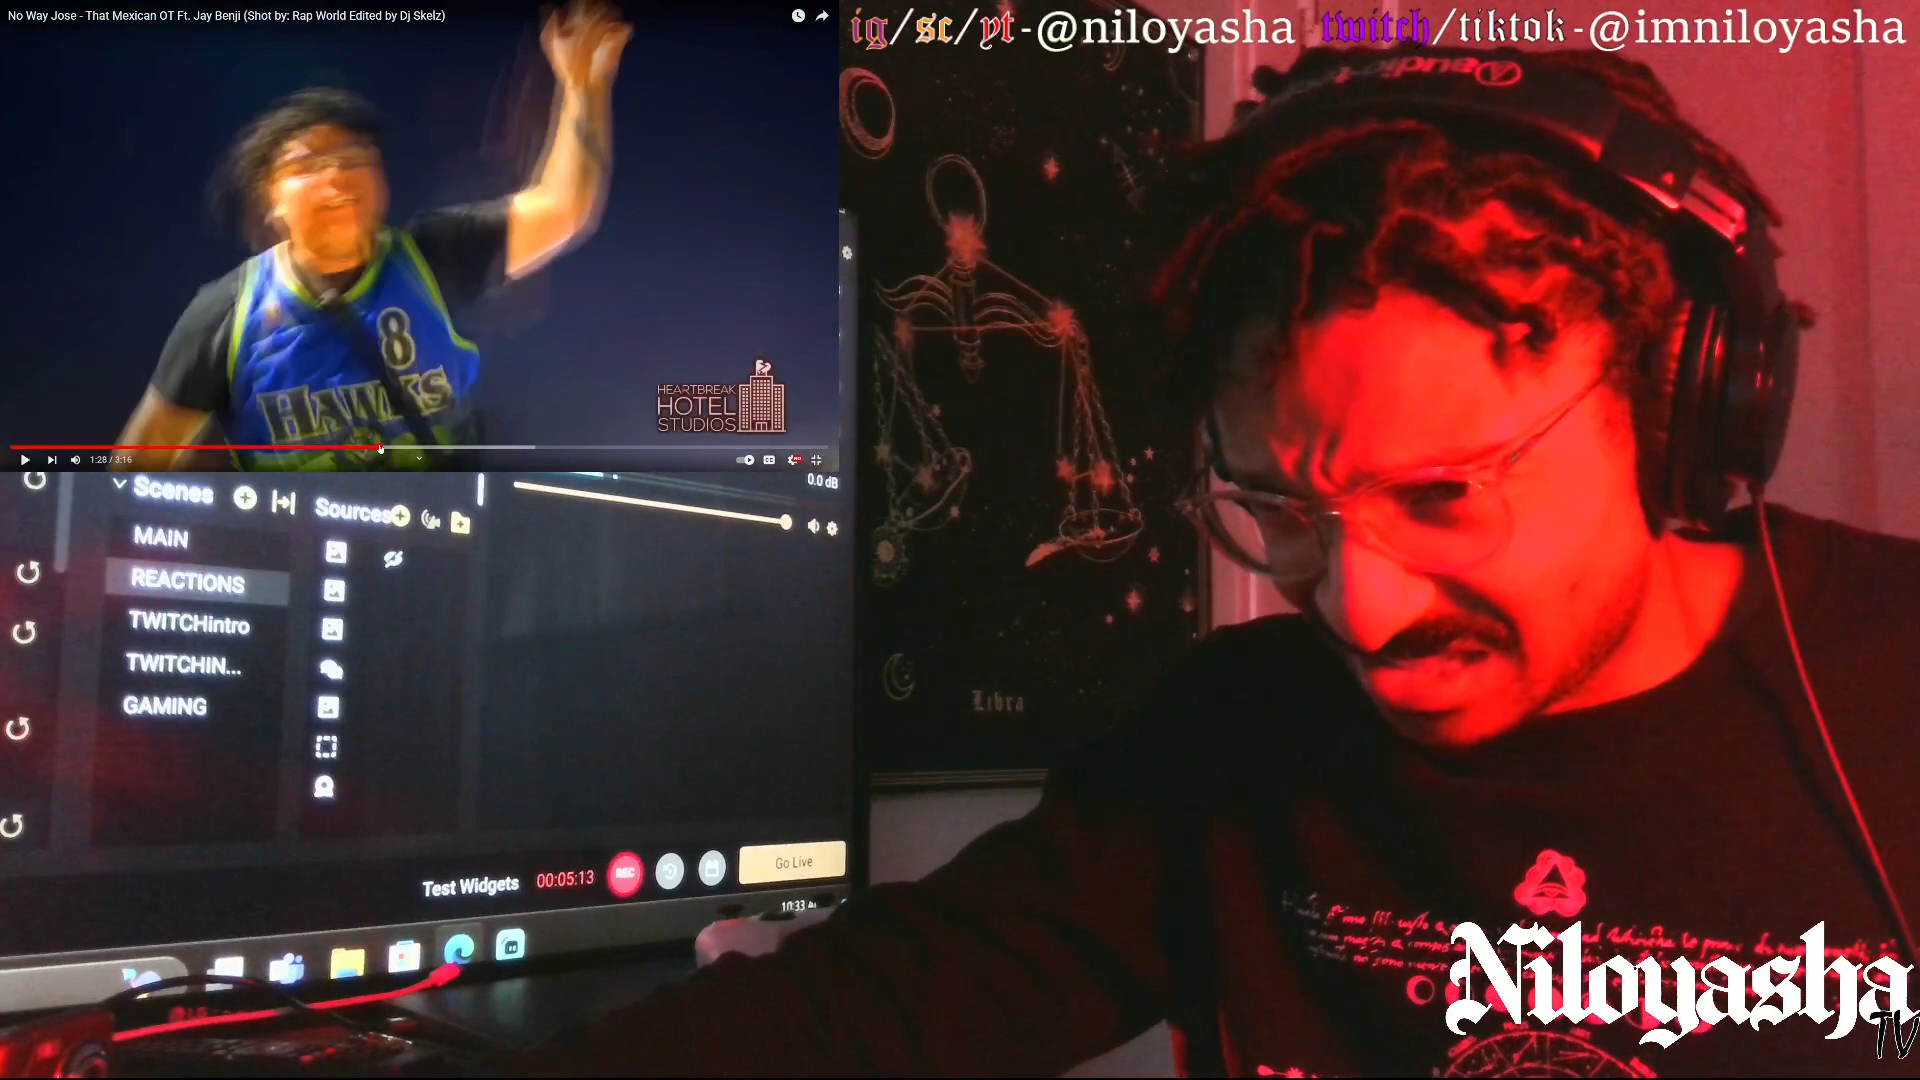 No Way Jose - That Mexican OT Ft. Jay Benji (Shot by: Rap World Edited by Dj Skelz)
ig/sc/yt-@niloyasha twitch/tiktok-@imniloyasha
8
HAWKS
HEARTBREAK
HOTEL
STUDIOS
1:28 / 3:16
0.0 dB
Scenes
Sources
MAIN
REACTIONS
TWITCHintro
TWITCHIN...
GAMING
Test Widgets
00:05:13
REC
Go Live
10:33
Libra
Niloyasha
TV